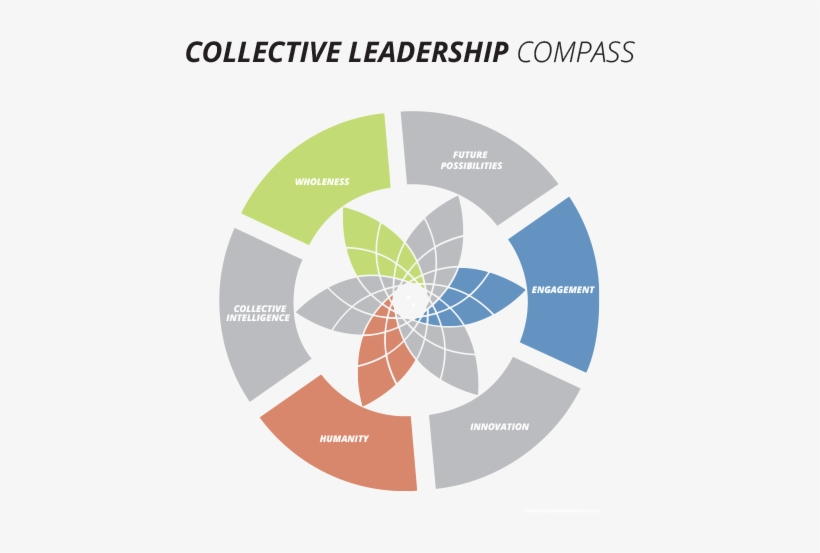 COLLECTIVE LEADERSHIP COMPASS
FUTURE
POSSIBILITIES
WHOLENESS
ENGAGEMENT
COLLECTIVE
INTELLIGENCE
INNOVATION
HUMANITY